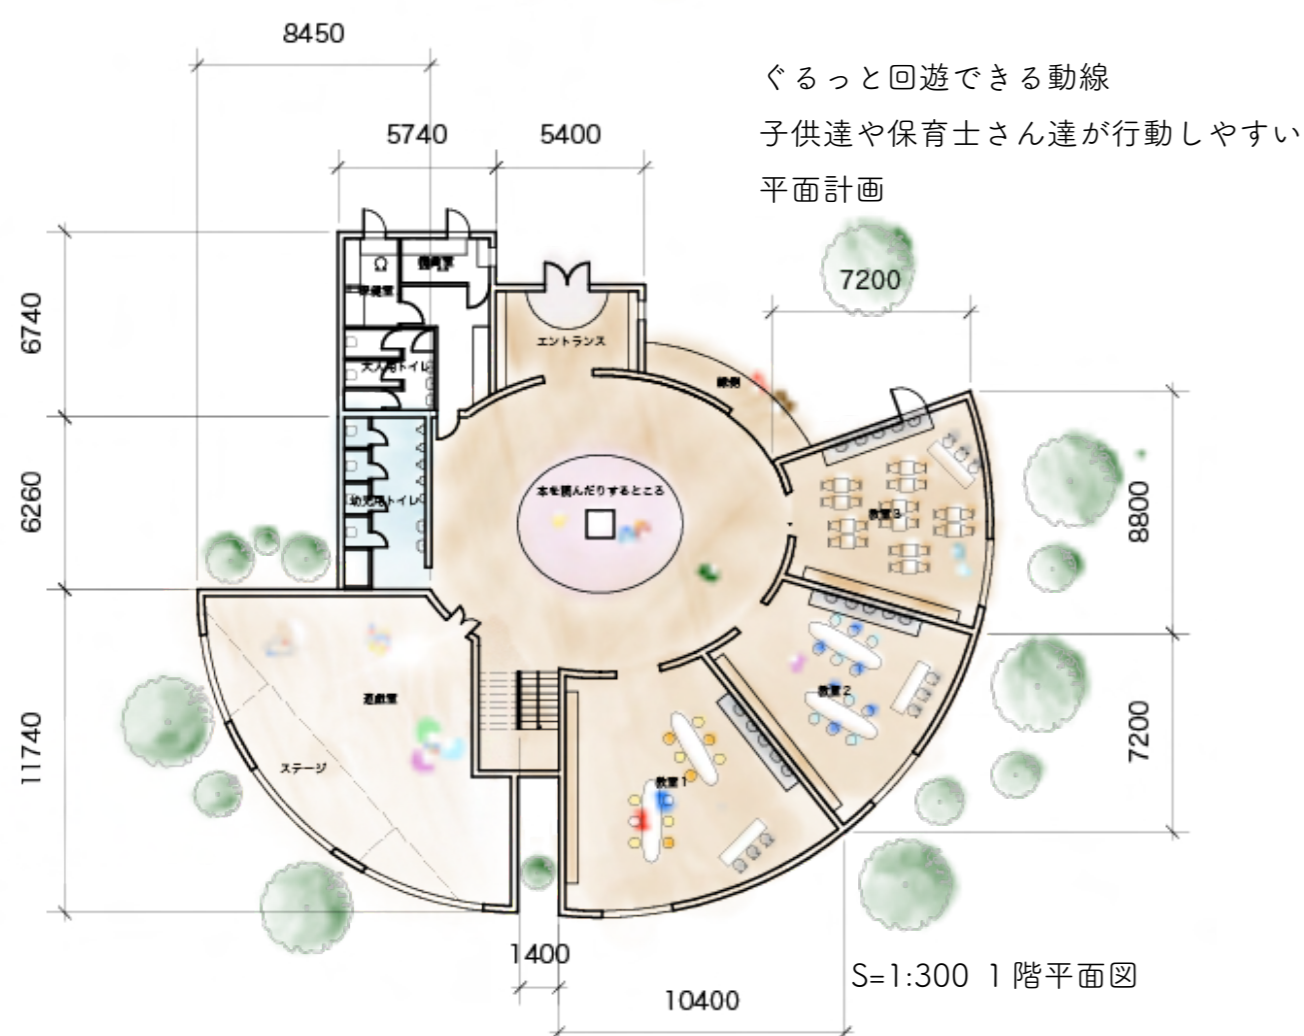 8450
ぐるっと回遊できる動線
子供達や保育士さん達が行動しやすい
平面計画
5740
5400
7200
6740
エントランス
縁側
大人用トイレ
6260
幼児用トイレ
本を読んだりするところ
教室3
8800
教室2
7200
遊戯室
ステージ
教室1
11740
1400
10400
S=1:300 1階平面図